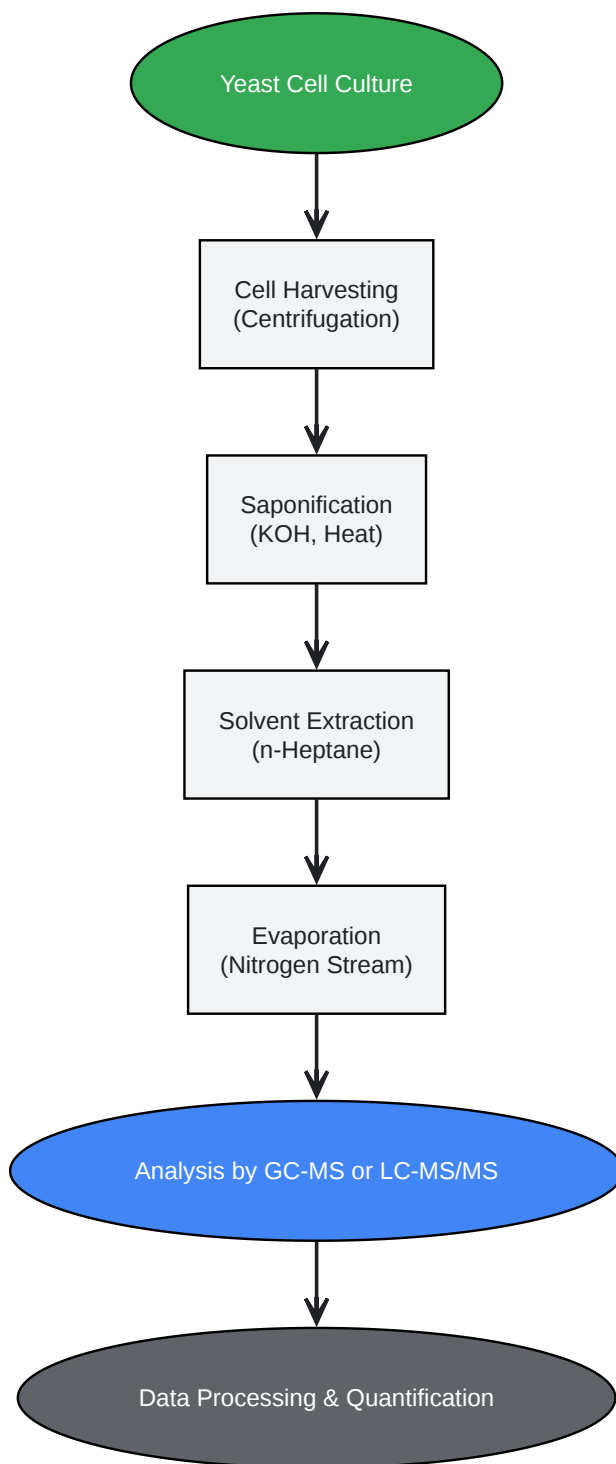 Yeast Cell Culture
Cell Harvesting
(Centrifugation)
Saponification
(KOH, Heat)
Solvent Extraction
(n-Heptane)
Evaporation
(Nitrogen Stream)
Analysis by GC-MS or LC-MS/MS
Data Processing & Quantification